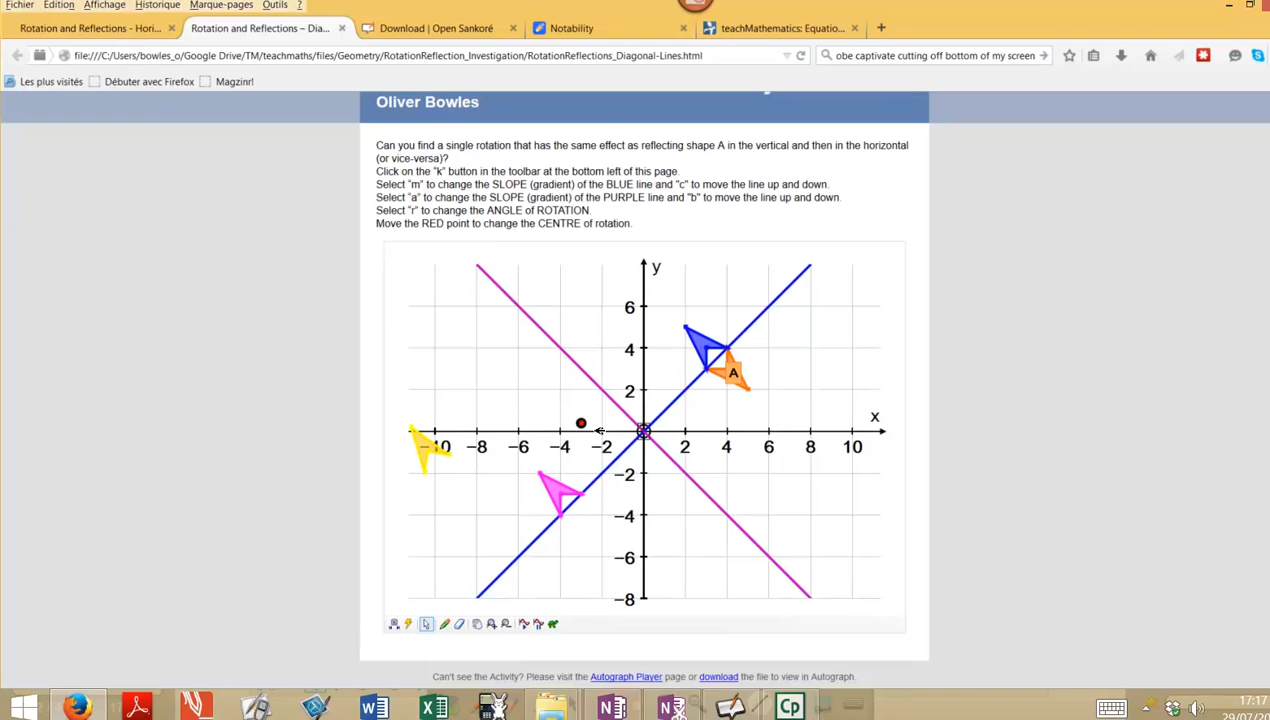 Fichier Edition Affichage Historique Marque-pages Outils ?
Rotation and Reflections - Hori... × Rotation and Reflections – Dia... × Download | Open Sankoré × Notability × teachMathematics: Equatio... × +
file:///C:/Users/bowles_o/Google Drive/TM/teachmaths/files/Geometry/RotationReflection_Investigation/RotationReflections_Diagonal-Lines.html
obe captivate cutting off bottom of my screen
Les plus visités Débuter avec Firefox Magzinr!
Oliver Bowles
Can you find a single rotation that has the same effect as reflecting shape A in the vertical and then in the horizontal
(or vice-versa)?
Click on the "k" button in the toolbar at the bottom left of this page.
Select "m" to change the SLOPE (gradient) of the BLUE line and "c" to move the line up and down.
Select "a" to change the SLOPE (gradient) of the PURPLE line and "b" to move the line up and down.
Select "r" to change the ANGLE of ROTATION.
Move the RED point to change the CENTRE of rotation.
y
6
4
A
2
x
−10 −8 −6 −4 −2 2 4 6 8 10
−2
−4
−6
−8
Can't see the Activity? Please visit the Autograph Player page or download the file to view in Autograph.
W X N N Cp
17:17
29/07/20